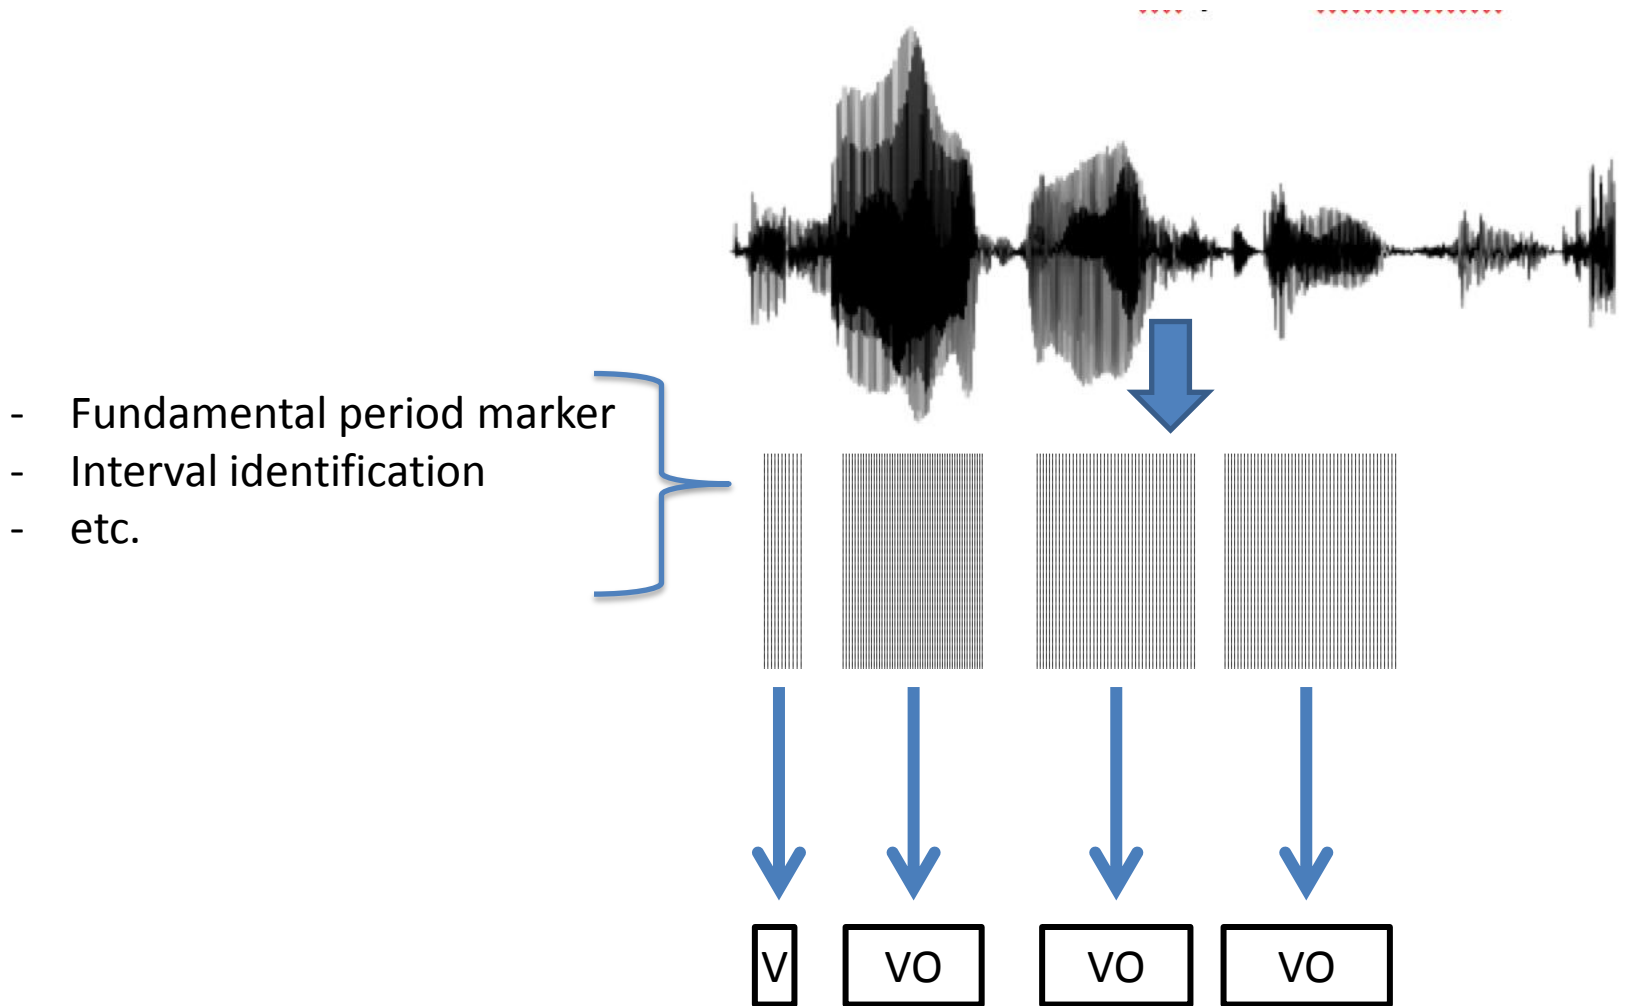 - Fundamental period marker
- Interval identification
- etc.
V
VO
VO
VO